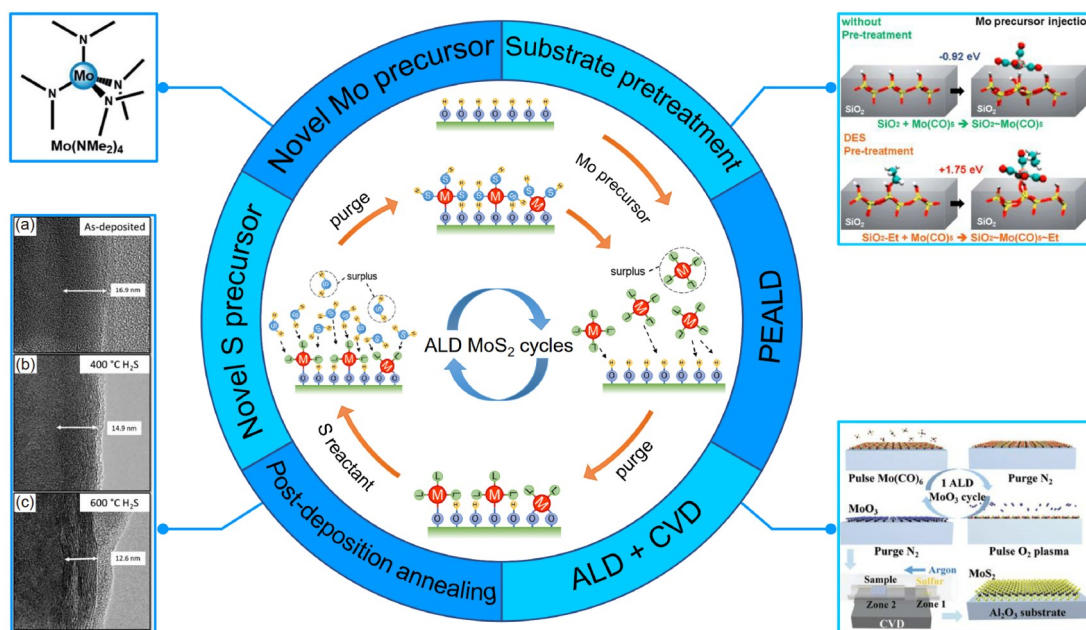 N
N
Mo
N
N
Mo(NMe₂)₄
Novel Mo precursor
Substrate pretreatment
PEALD
ALD + CVD
Post-deposition annealing
Novel S precursor
without
Pre-treatment
Mo precursor injection
-0.92 eV
SiO₂
SiO₂
SiO₂ + Mo(CO)₅ → SiO₂~Mo(CO)₅
DES
Pre-treatment
+1.75 eV
SiO₂
SiO₂
SiO₂-Et + Mo(CO)₅ → SiO₂~Mo(CO)₅~Et
H H H H H H H
O O O O O O O
Mo precursor
purge
surplus
surplus
ALD MoS₂ cycles
S reactant
purge
(a)
As-deposited
16.9 nm
(b)
400 °C H₂S
14.9 nm
(c)
600 °C H₂S
12.6 nm
Pulse Mo(CO)₆
Purge N₂
1 ALD
MoO₃ cycle
MoO₃
Purge N₂
Pulse O₂ plasma
Argon
Sample
Sulfur
Zone 2
Zone 1
CVD
MoS₂
Al₂O₃ substrate